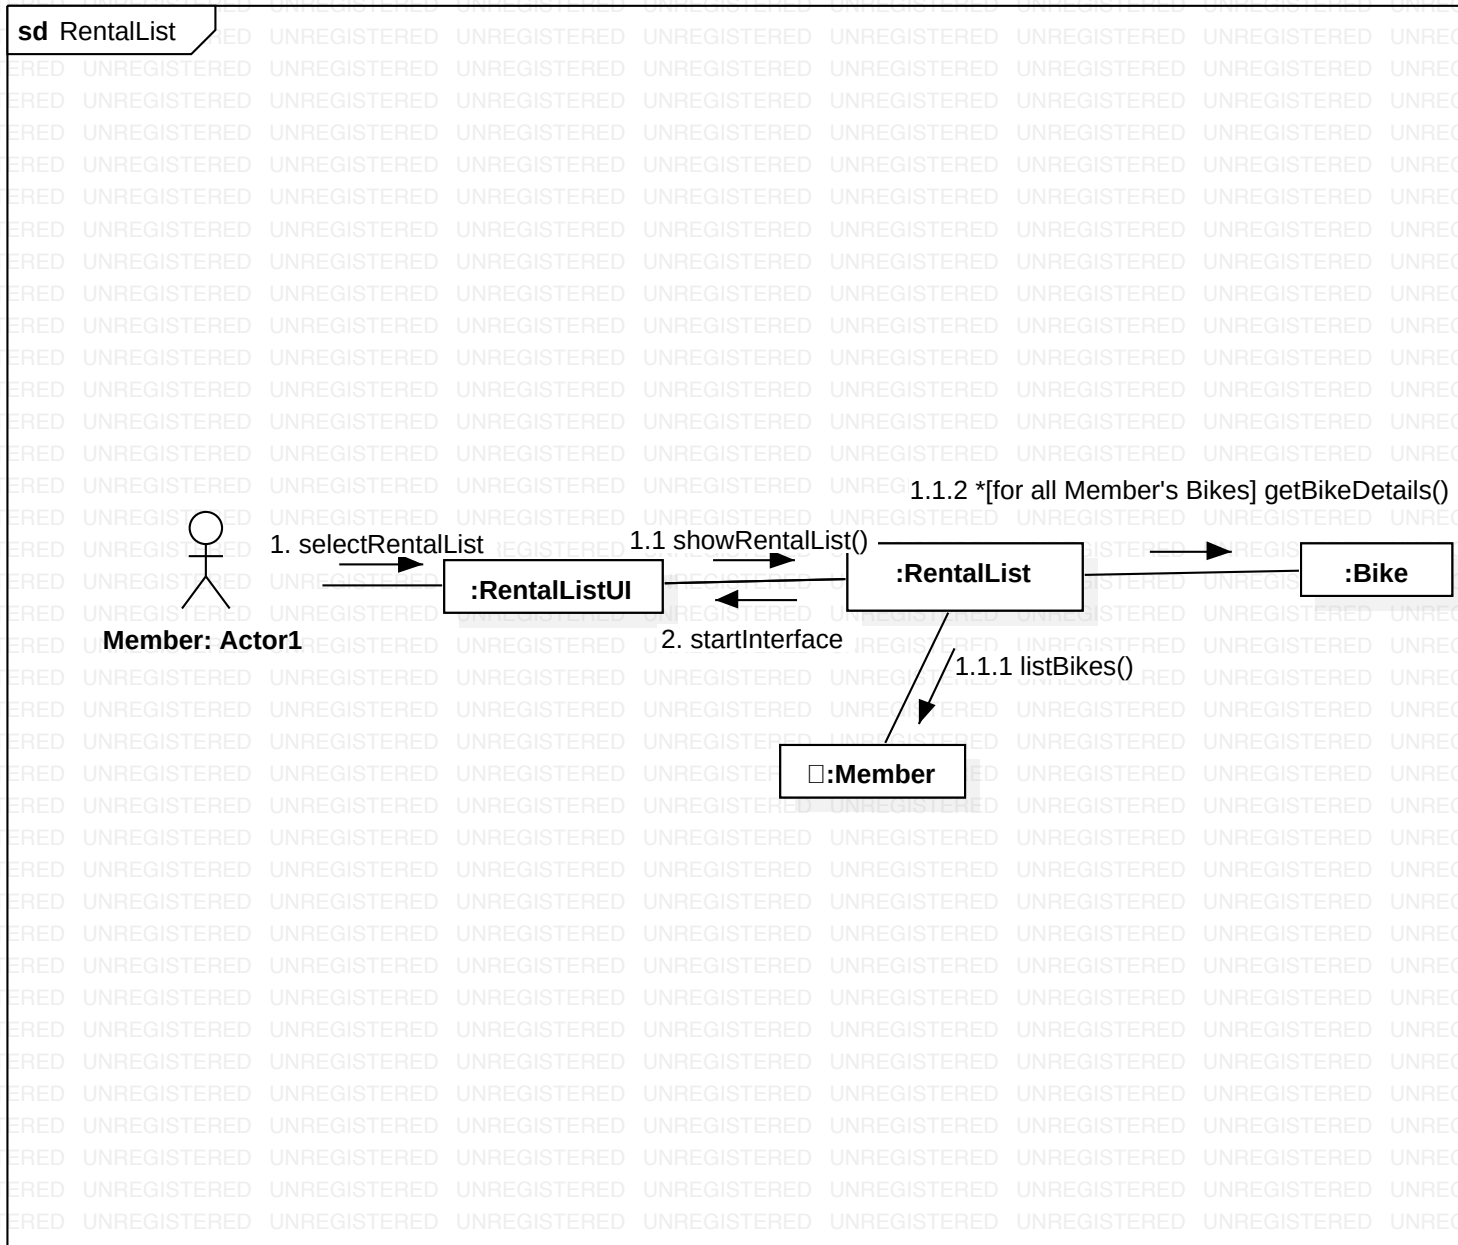 sd RentalList
1.1.2 *[for all Member's Bikes] getBikeDetails()
1. selectRentalList
1.1 showRentalList()
:RentalListUI
:RentalList
:Bike
Member: Actor1
2. startInterface
1.1.1 listBikes()
:Member
UNREGISTERED